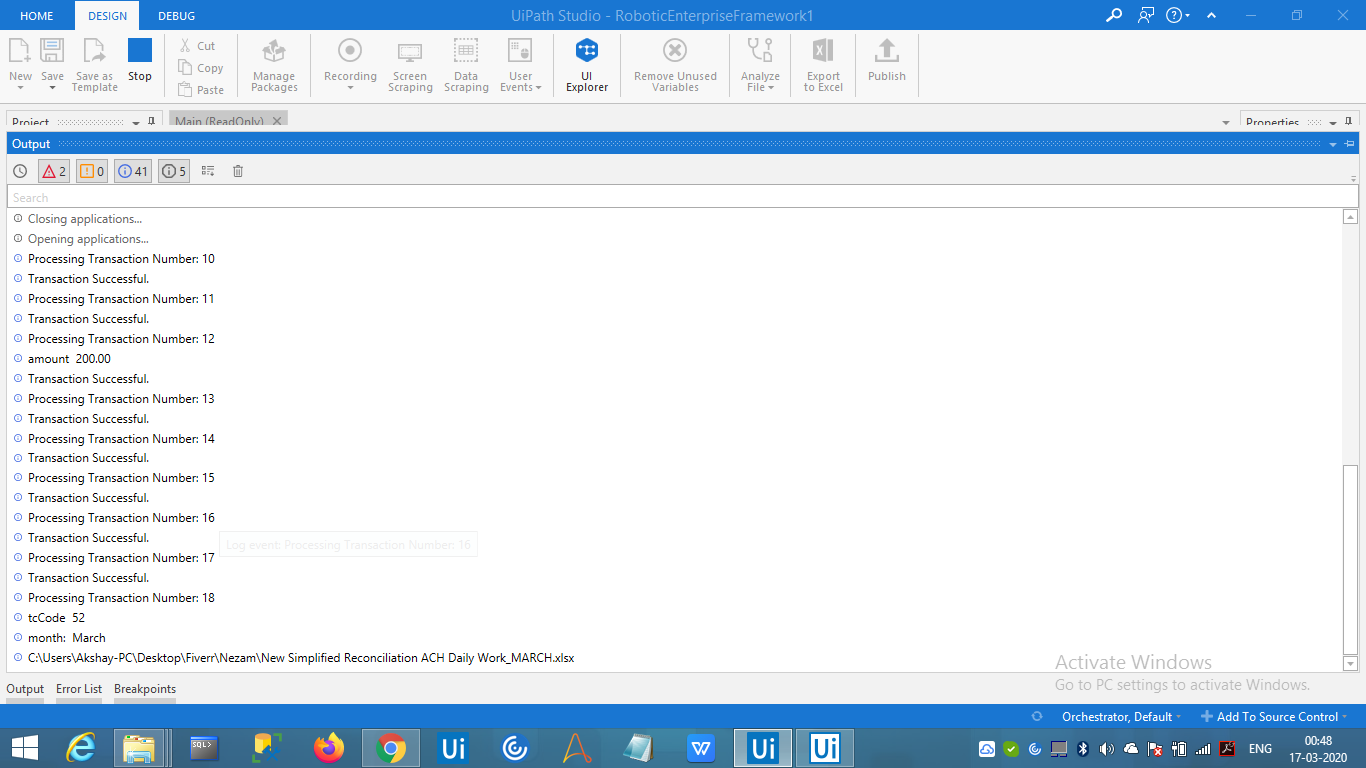 HOME DESIGN DEBUG UiPath Studio - RoboticEnterpriseFramework1
New Save Save as Template Stop Cut Copy Paste Manage Packages Recording Screen Scraping Data Scraping User Events UI Explorer Remove Unused Variables Analyze File Export to Excel Publish
Project Main (ReadOnly) Properties
Output
2 0 41 5
Search
Closing applications...
Opening applications...
Processing Transaction Number: 10
Transaction Successful.
Processing Transaction Number: 11
Transaction Successful.
Processing Transaction Number: 12
amount 200.00
Transaction Successful.
Processing Transaction Number: 13
Transaction Successful.
Processing Transaction Number: 14
Transaction Successful.
Processing Transaction Number: 15
Transaction Successful.
Processing Transaction Number: 16
Transaction Successful.
Log event: Processing Transaction Number: 16
Processing Transaction Number: 17
Transaction Successful.
Processing Transaction Number: 18
tcCode 52
month: March
C:\Users\Akshay-PC\Desktop\Fiverr\Nezam\New Simplified Reconciliation ACH Daily Work_MARCH.xlsx
Activate Windows
Go to PC settings to activate Windows.
Output Error List Breakpoints
Orchestrator, Default Add To Source Control
SQL> Ui W Ui Ui ENG 00:48
17-03-2020